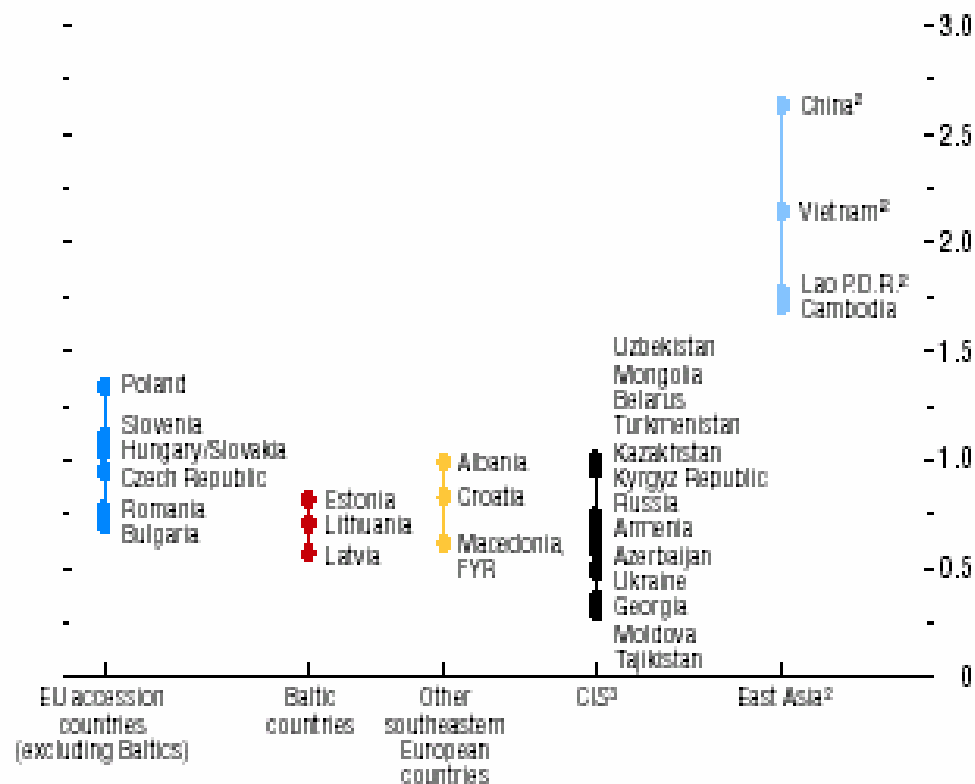 3.0
China²
2.5
Vietnam²
2.0
Lao P.D.R.²
Cambodia
1.5
Uzbekistan
Mongolia
Belarus
Turkmenistan
Kazakhstan
Kyrgyz Republic
Russia
Armenia
Azerbaijan
Ukraine
Georgia
Moldova
Tajikistan
Poland
Slovenia
Hungary/Slovakia
Czech Republic
Romania
Bulgaria
1.0
Albania
Croatia
Macedonia,
FYR
Estonia
Lithuania
Latvia
0.5
0
EU accession
countries
(excluding Baltics)
Baltic
countries
Other
southeastern
European
countries
CIS³
East Asia²